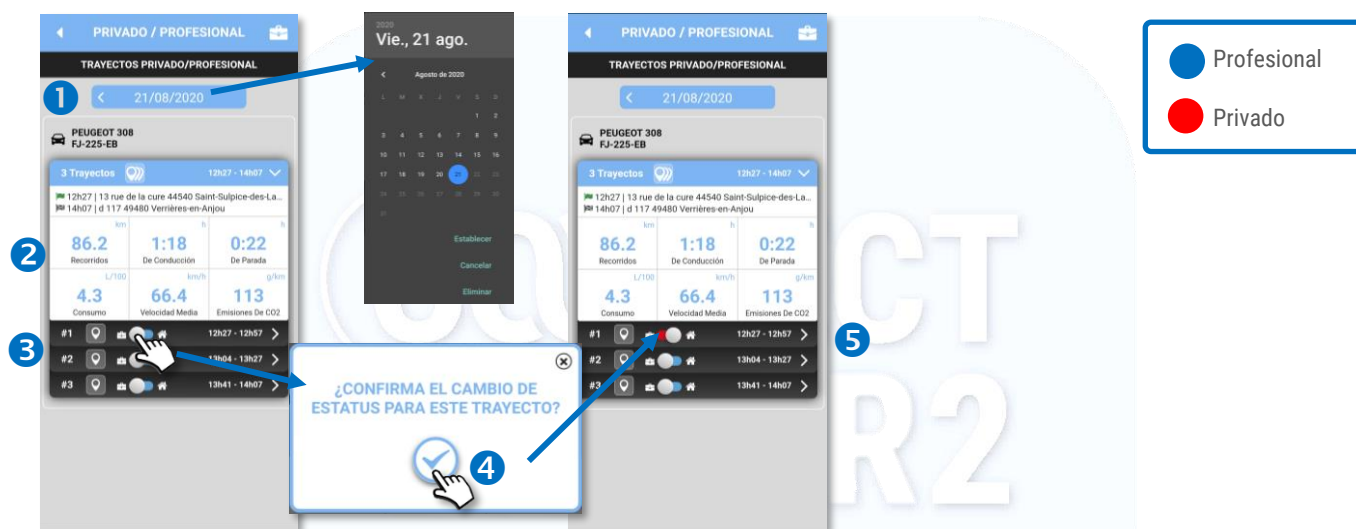 PRIVADO / PROFESIONAL
TRAYECTOS PRIVADO/PROFESIONAL
1
< 21/08/2020
PEUGEOT 308
FJ-225-EB
3 Trayectos 12h27 - 14h07
12h27 | 13 rue de la cure 44540 Saint-Sulpice-des-La...
14h07 | d 117 49480 Verrières-en-Anjou
km h h
2
86.2 1:18 0:22
Recorridos De Conducción De Parada
L/100 km/h g/km
4.3 66.4 113
Consumo Velocidad Media Emisiones De CO2
3
#1 12h27 - 12h57 >
#2 13h04 - 13h27 >
#3 13h41 - 14h07 >
2020
Vie., 21 ago.
< Agosto de 2020
L M X J V S D
1 2
3 4 5 6 7 8 9
10 11 12 13 14 15 16
17 18 19 20 21 22 23
24 25 26 27 28 29 30
31
Establecer
Cancelar
Eliminar
¿CONFIRMA EL CAMBIO DE
ESTATUS PARA ESTE TRAYECTO?
4
PRIVADO / PROFESIONAL
TRAYECTOS PRIVADO/PROFESIONAL
< 21/08/2020
PEUGEOT 308
FJ-225-EB
3 Trayectos 12h27 - 14h07
12h27 | 13 rue de la cure 44540 Saint-Sulpice-des-La...
14h07 | d 117 49480 Verrières-en-Anjou
km h h
86.2 1:18 0:22
Recorridos De Conducción De Parada
L/100 km/h g/km
4.3 66.4 113
Consumo Velocidad Media Emisiones De CO2
#1 12h27 - 12h57 >
5
#2 13h04 - 13h27 >
#3 13h41 - 14h07 >
Profesional
Privado
CT
R2